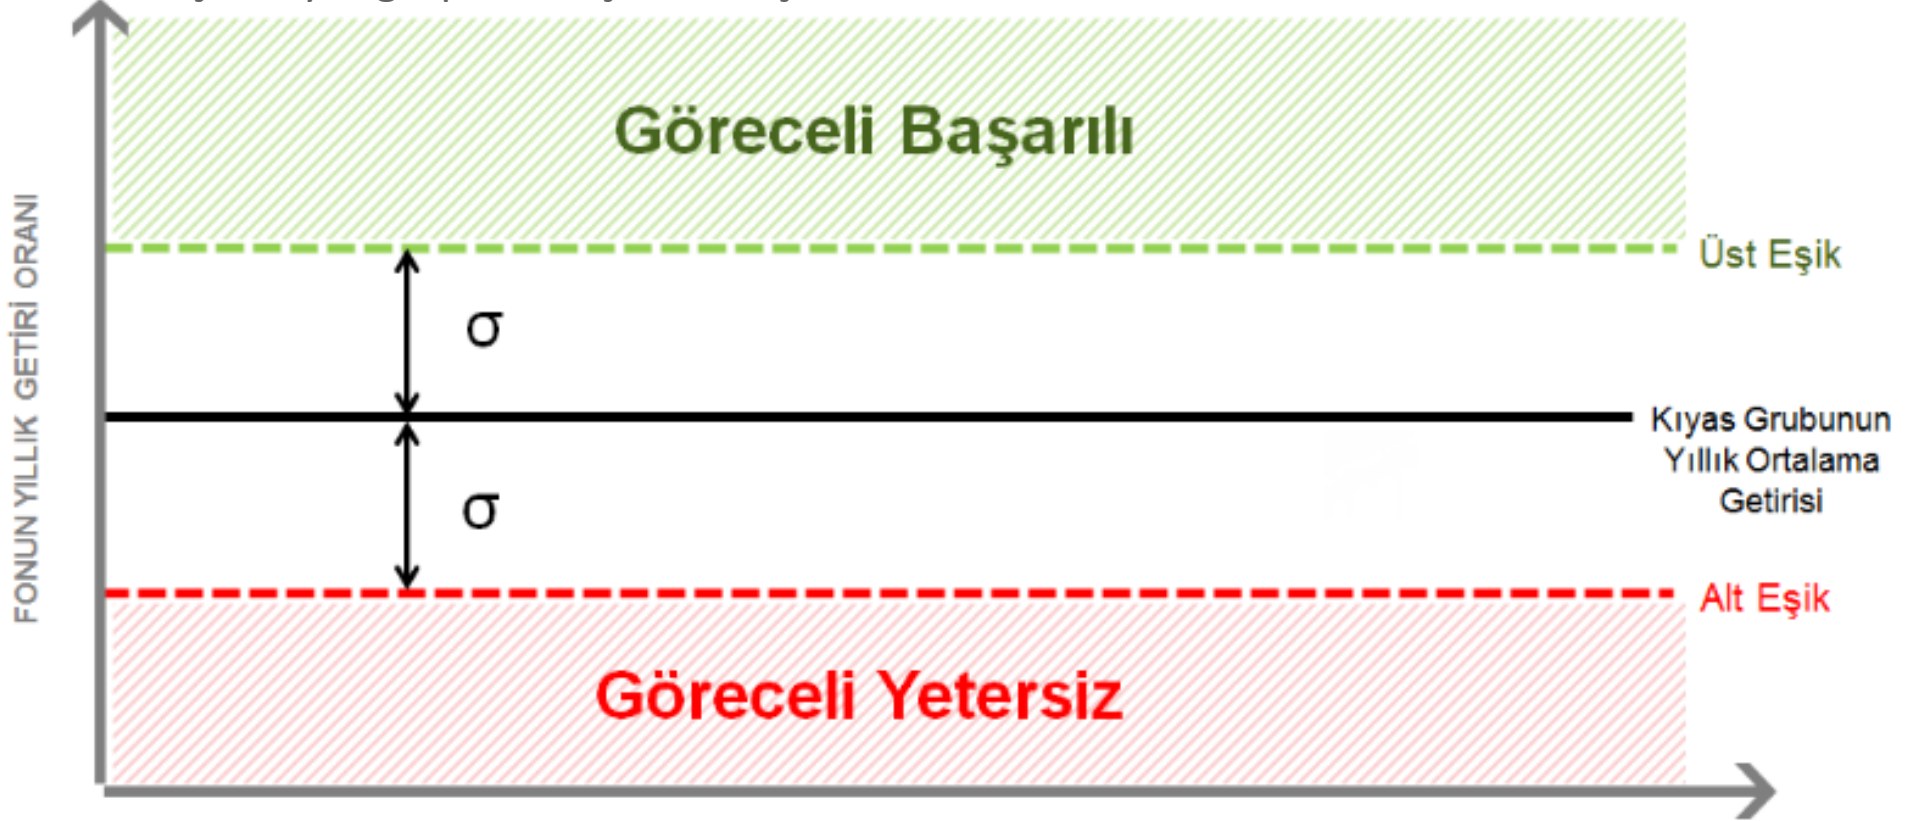 Göreceli Başarılı
Üst Eşik
σ
FONUN YILLIK GETİRİ ORANI
Kıyas Grubunun
Yıllık Ortalama
Getirisi
σ
Alt Eşik
Göreceli Yetersiz